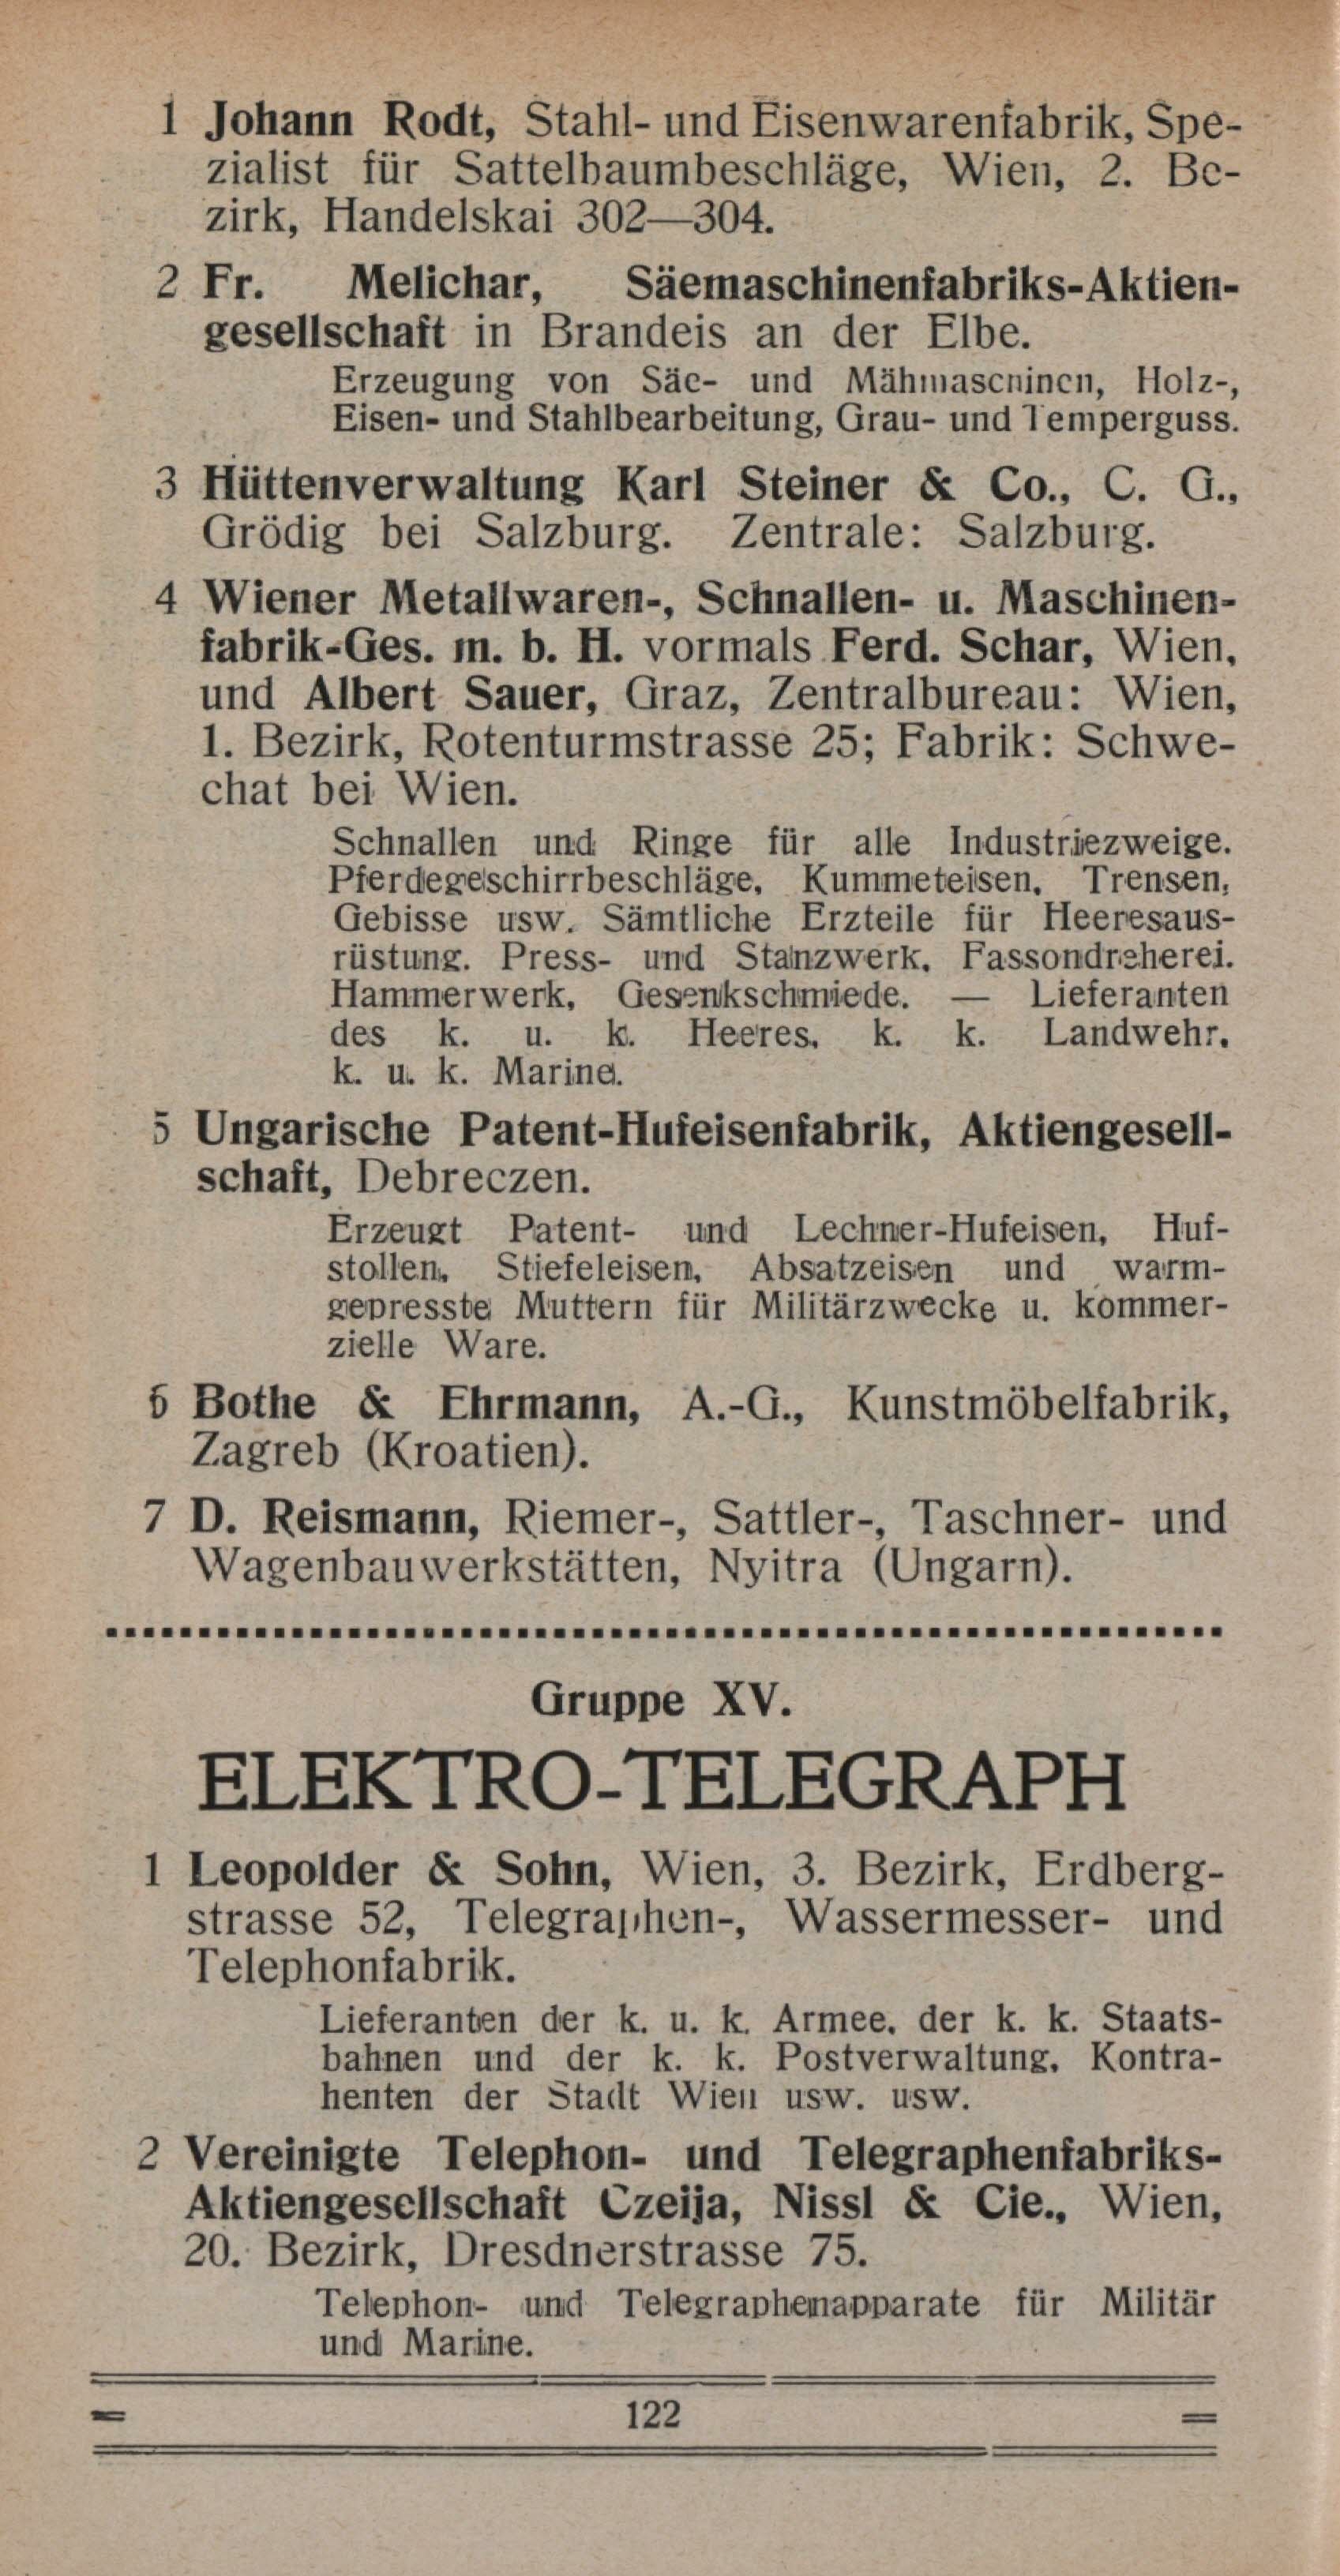 1 Johann Rodt, Stahl- und Eisenwarenfabrik, Spe-
zialist für Sattelbaumbeschläge, Wien, 2. Be-
zirk, Handelskai 302—304.
2 Fr. Melichar, Säemaschinenfabriks-Aktien-
gesellschaft in Brandeis an der Elbe.
Erzeugung von Säe- und Mähmaschinen, Holz-,
Eisen- und Stahlbearbeitung, Grau- und Temperguss.
3 Hüttenverwaltung Karl Steiner & Co., C. G.,
Grödig bei Salzburg. Zentrale: Salzburg.
4 Wiener Metallwaren-, Schnallen- u. Maschinen-
fabrik-Ges. m. b. H. vormals Ferd. Schar, Wien,
und Albert Sauer, Graz, Zentralbureau: Wien,
1. Bezirk, Rotenturmstrasse 25; Fabrik: Schwe-
chat bei Wien.
Schnallen und Ringe für alle Industriezweige.
Pferdegeschirrbeschläge, Kummeteisen, Trensen,
Gebisse usw. Sämtliche Erzteile für Heeresaus-
rüstung. Press- und Stanzwerk, Fassondreherei.
Hammerwerk, Gesenkschmiede. — Lieferanten
des k. u. k. Heeres, k. k. Landwehr,
k. u. k. Marine.
5 Ungarische Patent-Hufeisenfabrik, Aktiengesell-
schaft, Debreczen.
Erzeugt Patent- und Lechner-Hufeisen, Huf-
stollen, Stiefeleisen, Absatzeisen und warm-
gepresste Muttern für Militärzwecke u. kommer-
zielle Ware.
6 Bothe & Ehrmann, A.-G., Kunstmöbelfabrik,
Zagreb (Kroatien).
7 D. Reismann, Riemer-, Sattler-, Taschner- und
Wagenbauwerkstätten, Nyitra (Ungarn).
Gruppe XV.
ELEKTRO-TELEGRAPH
1 Leopolder & Sohn, Wien, 3. Bezirk, Erdberg-
strasse 52, Telegraphen-, Wassermesser- und
Telephonfabrik.
Lieferanten der k. u. k. Armee, der k. k. Staats-
bahnen und der k. k. Postverwaltung, Kontra-
henten der Stadt Wien usw. usw.
2 Vereinigte Telephon- und Telegraphenfabriks-
Aktiengesellschaft Czeija, Nissl & Cie., Wien,
20. Bezirk, Dresdnerstrasse 75.
Telephon- und Telegraphenapparate für Militär
und Marine.
122